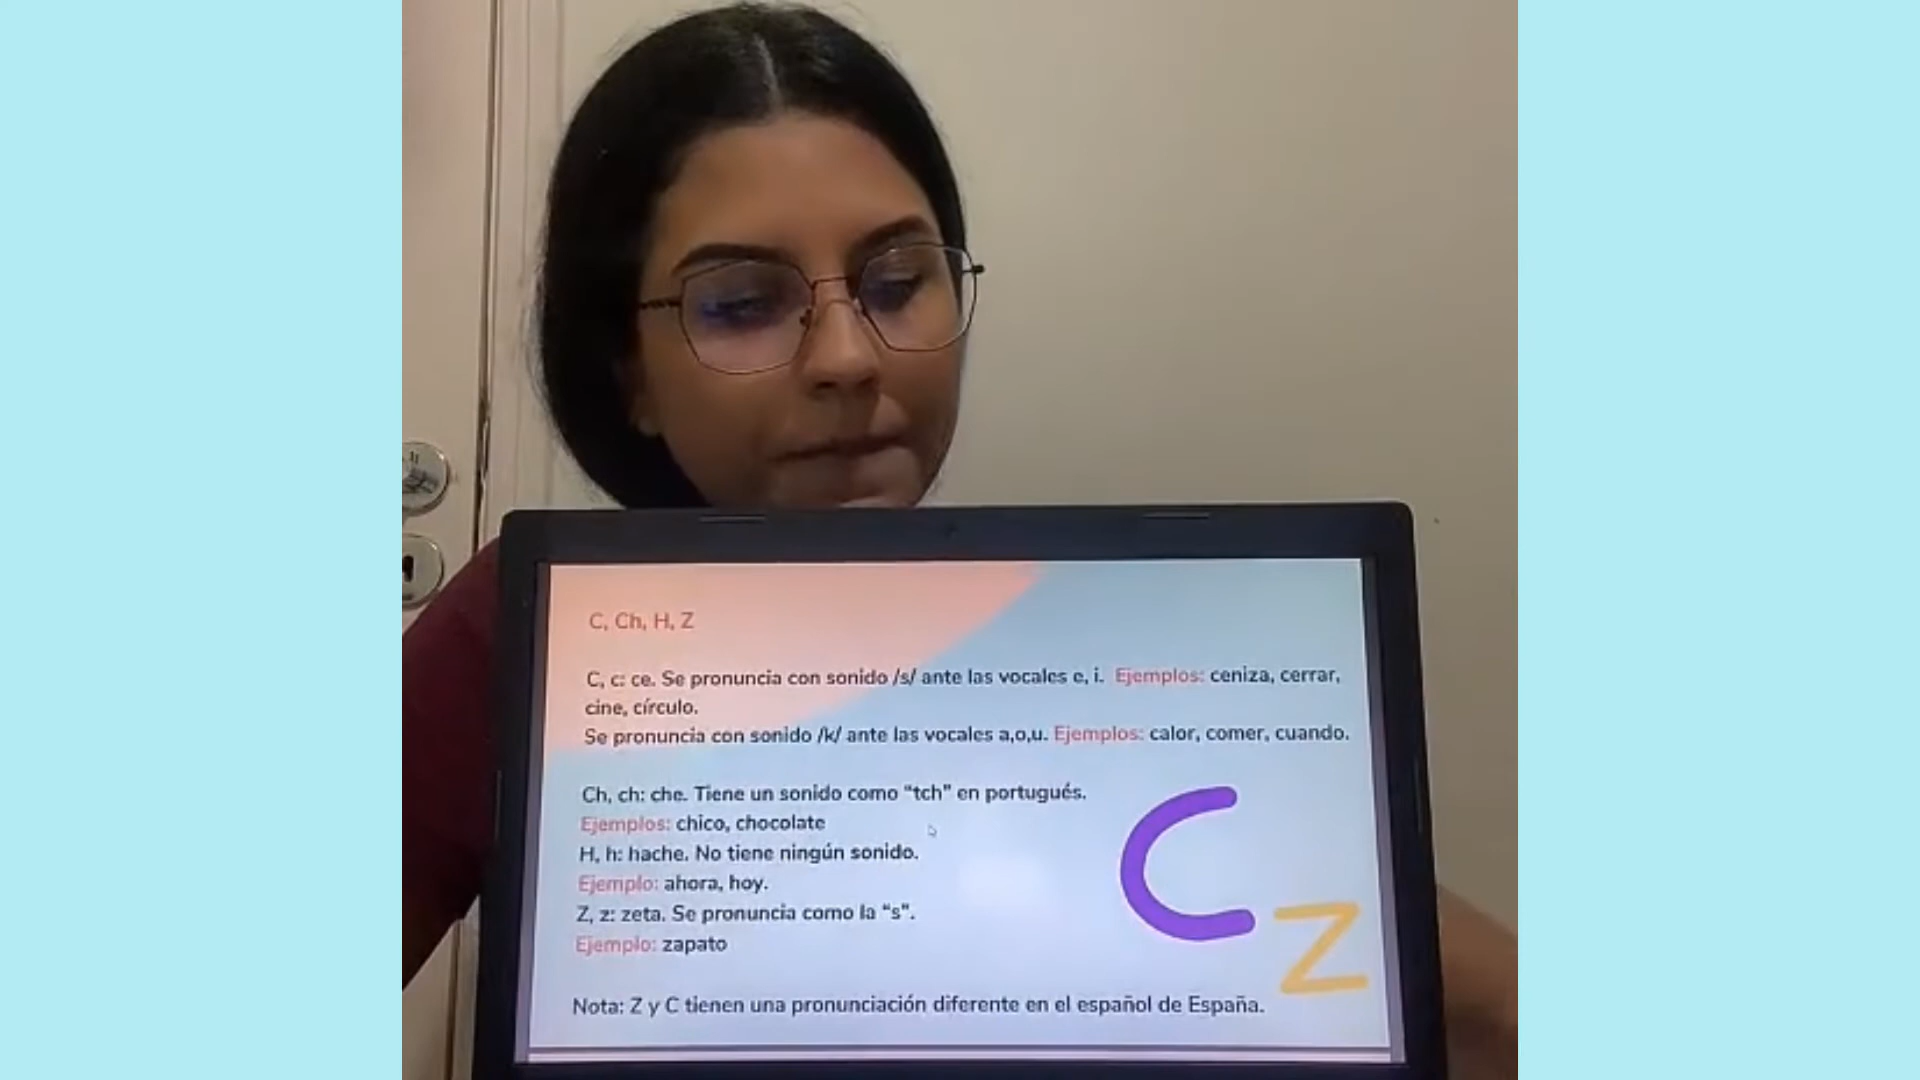 C, Ch, H, Z
C, c: ce. Se pronuncia con sonido /s/ ante las vocales e, i. Ejemplos: ceniza, cerrar,
cine, círculo.
Se pronuncia con sonido /k/ ante las vocales a,o,u. Ejemplos: calor, comer, cuando.
Ch, ch: che. Tiene un sonido como "tch" en portugués.
Ejemplos: chico, chocolate
H, h: hache. No tiene ningún sonido.
Ejemplo: ahora, hoy.
Z, z: zeta. Se pronuncia como la "s".
Ejemplo: zapato
C
Z
Nota: Z y C tienen una pronunciación diferente en el español de España.